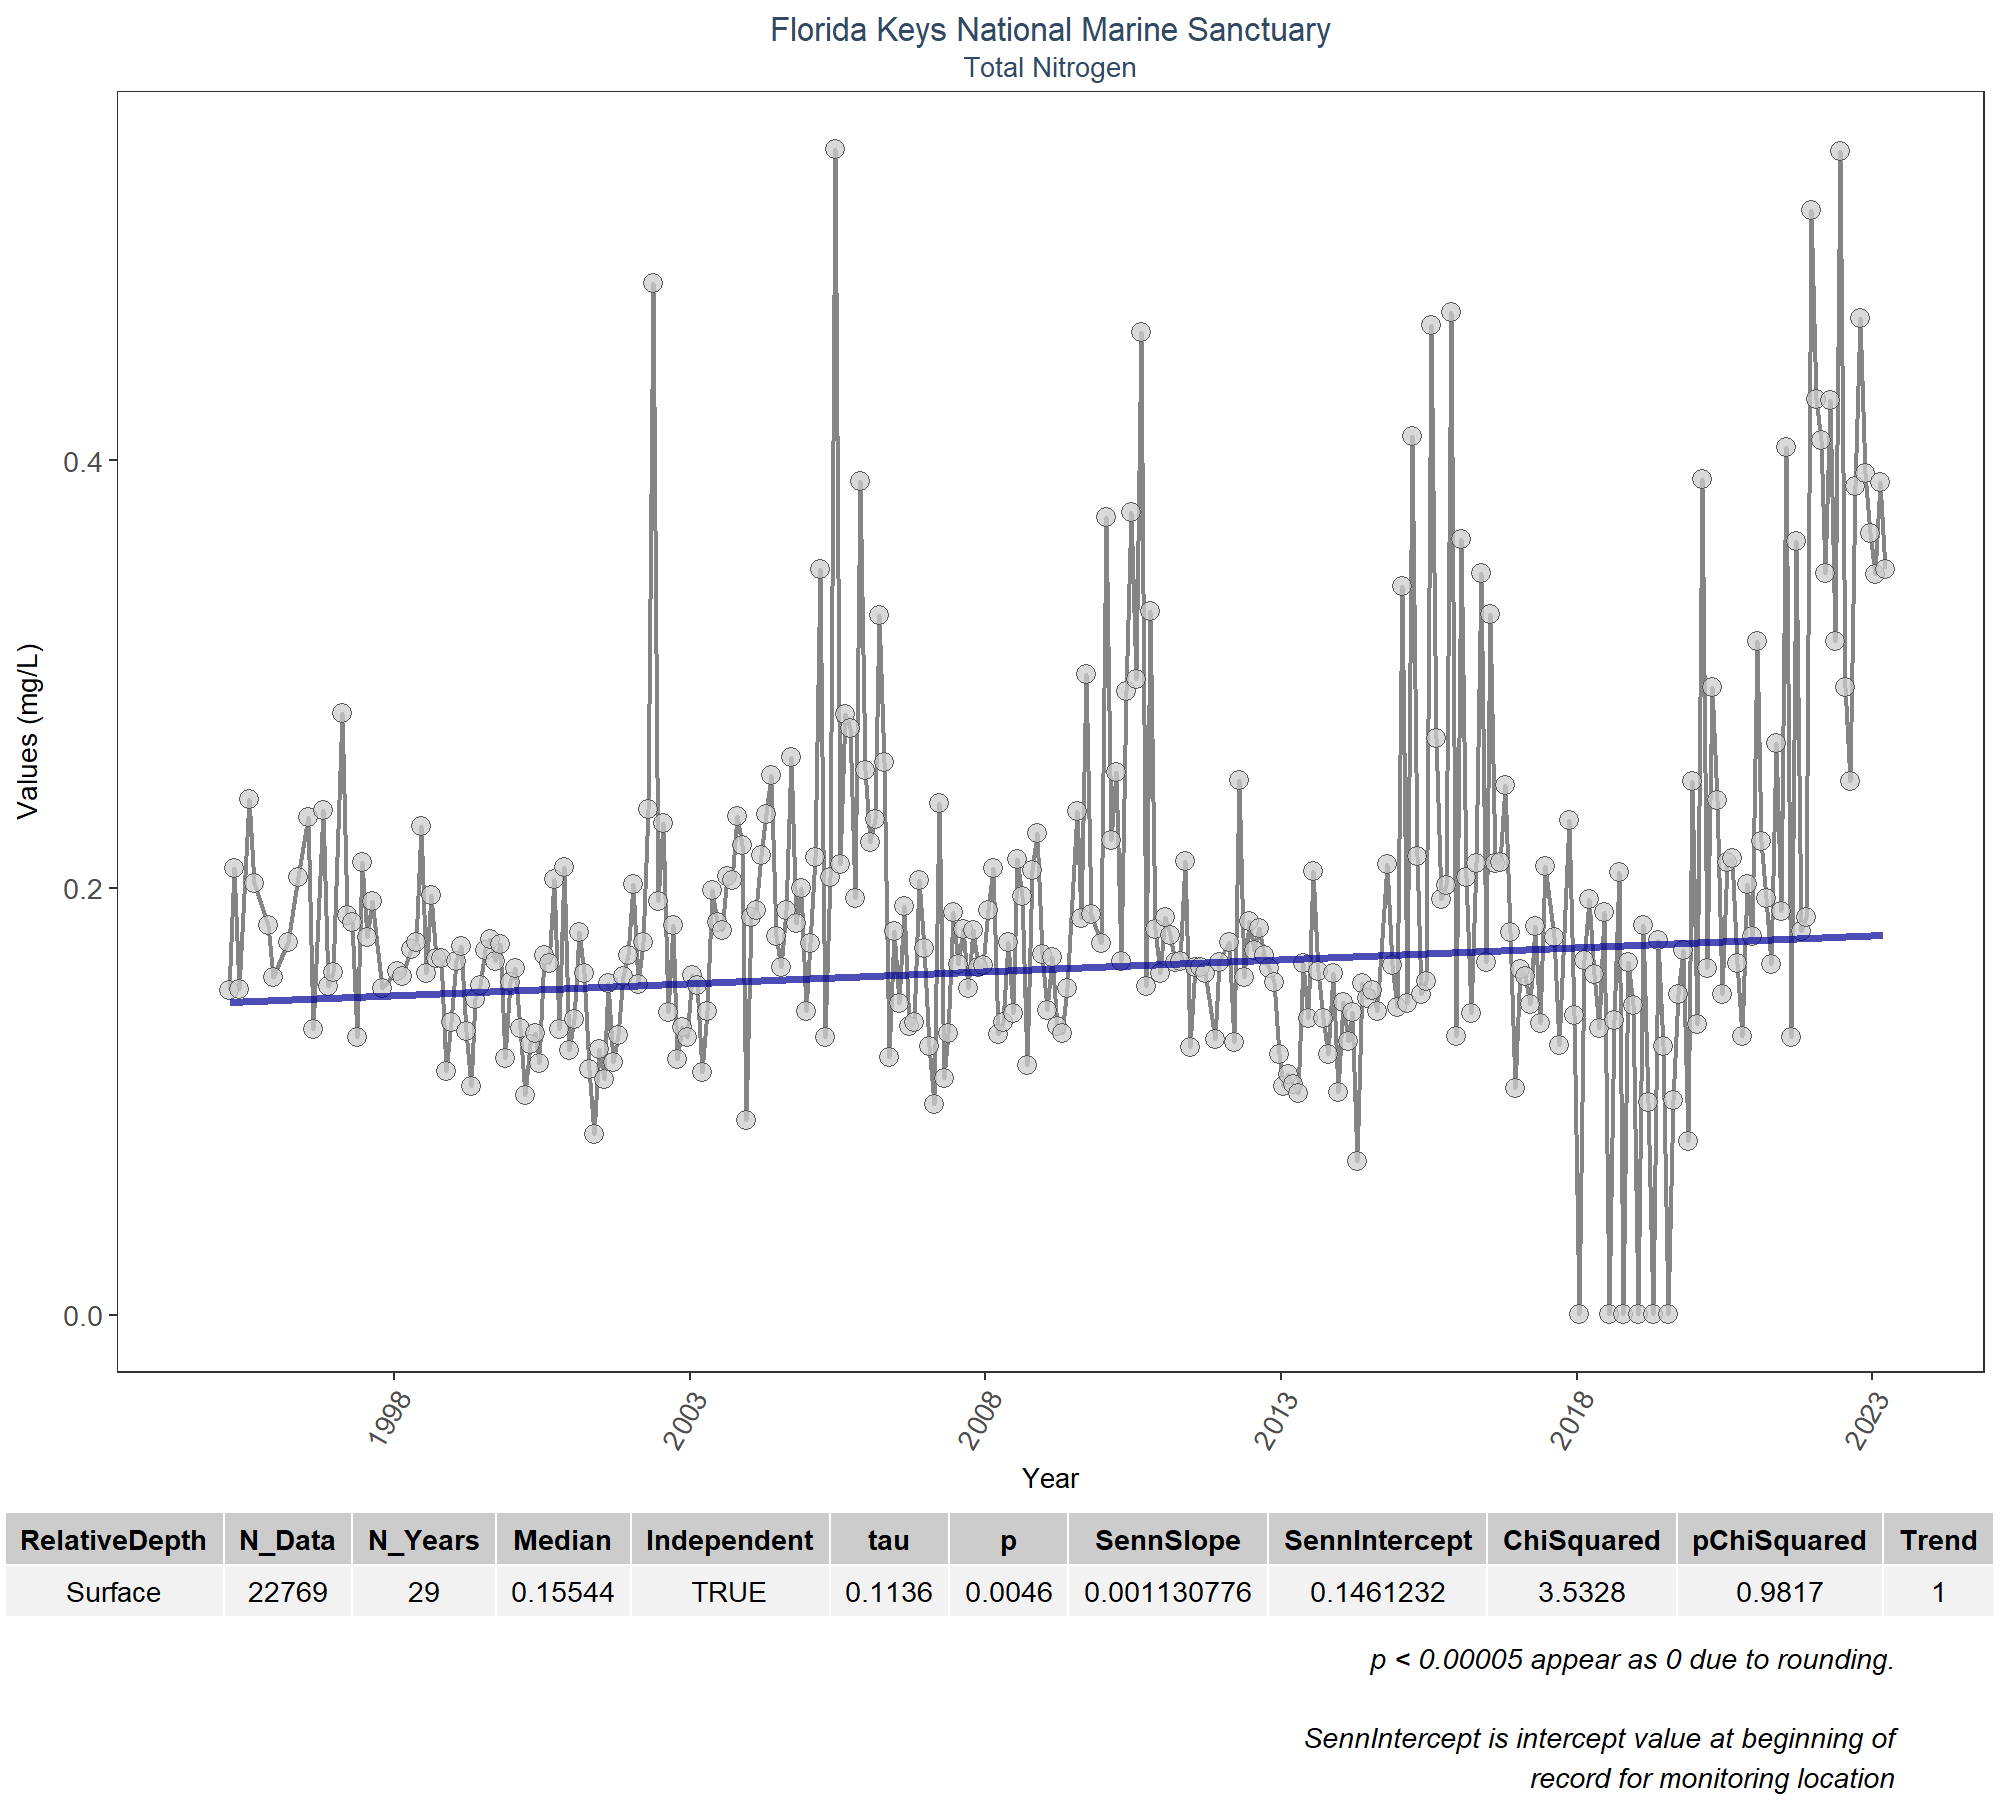 Florida Keys National Marine Sanctuary
Total Nitrogen
Values (mg/L)
0.4
0.2
0.0
1998 2003 2008 2013 2018 2023
Year
RelativeDepth N_Data N_Years Median Independent tau p SennSlope SennIntercept ChiSquared pChiSquared Trend
Surface 22769 29 0.15544 TRUE 0.1136 0.0046 0.001130776 0.1461232 3.5328 0.9817 1
p < 0.00005 appear as 0 due to rounding.
SennIntercept is intercept value at beginning of
record for monitoring location